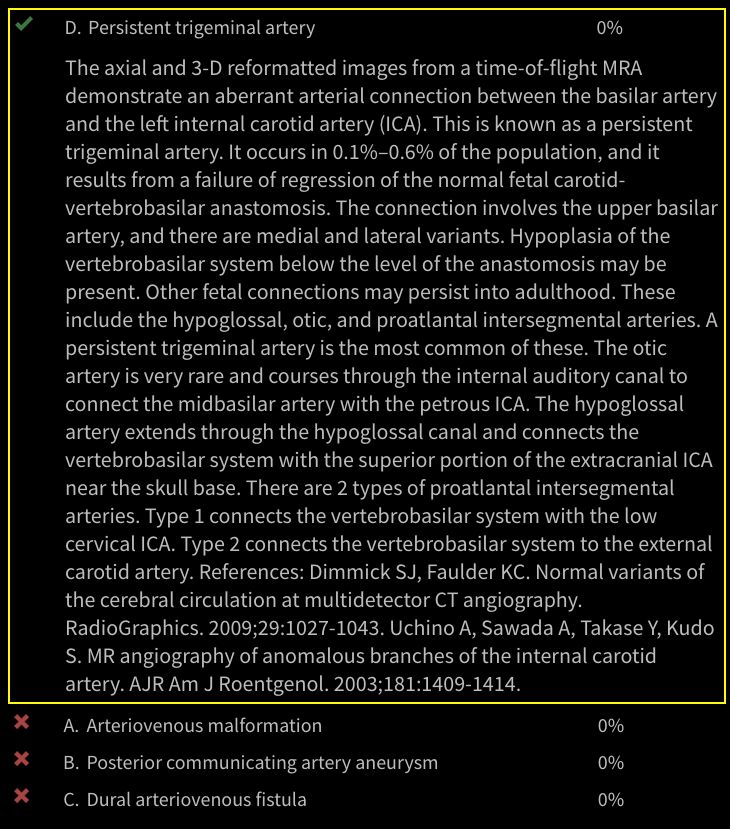 D. Persistent trigeminal artery 0%
The axial and 3-D reformatted images from a time-of-flight MRA
demonstrate an aberrant arterial connection between the basilar artery
and the left internal carotid artery (ICA). This is known as a persistent
trigeminal artery. It occurs in 0.1%–0.6% of the population, and it
results from a failure of regression of the normal fetal carotid-
vertebrobasilar anastomosis. The connection involves the upper basilar
artery, and there are medial and lateral variants. Hypoplasia of the
vertebrobasilar system below the level of the anastomosis may be
present. Other fetal connections may persist into adulthood. These
include the hypoglossal, otic, and proatlantal intersegmental arteries. A
persistent trigeminal artery is the most common of these. The otic
artery is very rare and courses through the internal auditory canal to
connect the midbasilar artery with the petrous ICA. The hypoglossal
artery extends through the hypoglossal canal and connects the
vertebrobasilar system with the superior portion of the extracranial ICA
near the skull base. There are 2 types of proatlantal intersegmental
arteries. Type 1 connects the vertebrobasilar system with the low
cervical ICA. Type 2 connects the vertebrobasilar system to the external
carotid artery. References: Dimmick SJ, Faulder KC. Normal variants of
the cerebral circulation at multidetector CT angiography.
RadioGraphics. 2009;29:1027-1043. Uchino A, Sawada A, Takase Y, Kudo
S. MR angiography of anomalous branches of the internal carotid
artery. AJR Am J Roentgenol. 2003;181:1409-1414.
A. Arteriovenous malformation 0%
B. Posterior communicating artery aneurysm 0%
C. Dural arteriovenous fistula 0%